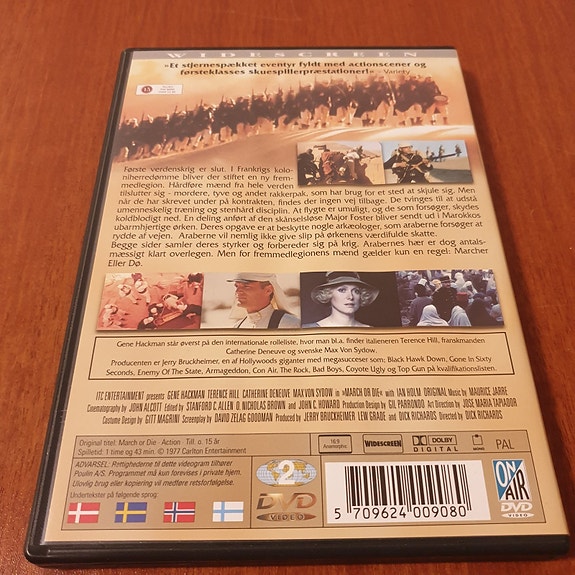 WIDESCREEN
»Et stjernespækket eventyr fyldt med actionscener og
førsteklasses skuespillerpræstationer!« - Variety
15
Første verdenskrig er slut. I Frankrigs kolo-
niherredømme bliver der stiftet en ny frem-
medlegion. Hårdføre mænd fra hele verden
tilslutter sig - mordere, tyve og andet rakkerpak, som har brug for et sted at skjule sig. Men
når de har skrevet under på kontrakten, findes der ingen vej tilbage. De tvinges til at udstå
umenneskelig træning og stenhård disciplin. At flygte er umuligt, og de som forsøger, skydes
koldblodigt ned. En deling anført af den skånselsløse Major Foster bliver sendt ud i Marokkos
ubarmhjertige ørken. Deres opgave er at beskytte nogle arkæologer, som araberne forsøger at
rydde af vejen. Araberne vil nemlig ikke give slip på ørkenens værdifulde skatte.
Begge sider samler deres styrker og forbereder sig på krig. Arabernes hær er dog antals-
mæssigt klart overlegen. Men for fremmedlegionens mænd gælder kun en regel: Marcher
Eller Dø.
Gene Hackman står øverst på den internationale rolleliste, hvor man bl.a. finder italieneren Terence Hill, franskmanden
Catherine Deneuve og svenske Max Von Sydow.
Producenten er Jerry Bruckheimer, en af Hollywoods giganter med megasucceser som; Black Hawk Down, Gone In Sixty
Seconds, Enemy Of The State, Armageddon, Con Air, The Rock, Bad Boys, Coyote Ugly og Top Gun på kvalifikationslisten.
ITC ENTERTAINMENT presents GENE HACKMAN TERENCE HILL CATHERINE DENEUVE MAX VON SYDOW in »MARCH OR DIE« with IAN HOLM ORIGINAL Music by MAURICE JARRE
Cinematography by JOHN ALCOTT Edited by STANFORD C. ALLEN O. NICHOLAS BROWN and JOHN C. HOWARD Production Design by GIL PARRONDO Art Direction by JOSE MARIA TAPIADOR
Costume Design by GITT MAGRINI Screenplay by DAVID ZELAG GOODMAN Produced by JERRY BRUCKHEIMER LEW GRADE and DICK RICHARDS Directed by DICK RICHARDS
Original titel: March or Die - Action - Till. o. 15 år
Spilletid: 1 time og 43 min. © 1977 Carlton Entertainment
ADVARSEL: Rettighederne til dette videogram tilhører
Paulin A/S. Programmet må kun forevises i private hjem.
Ulovlig brug eller kopiering vil medføre retsforfølgelse.
Undertekster på følgende sprog:
2
DVD
VIDEO
16:9
Anamorphic
WIDESCREEN
DOLBY
DIGITAL
MONO
PAL
5 709624 009080
ON
AIR
DVD
VIDEO